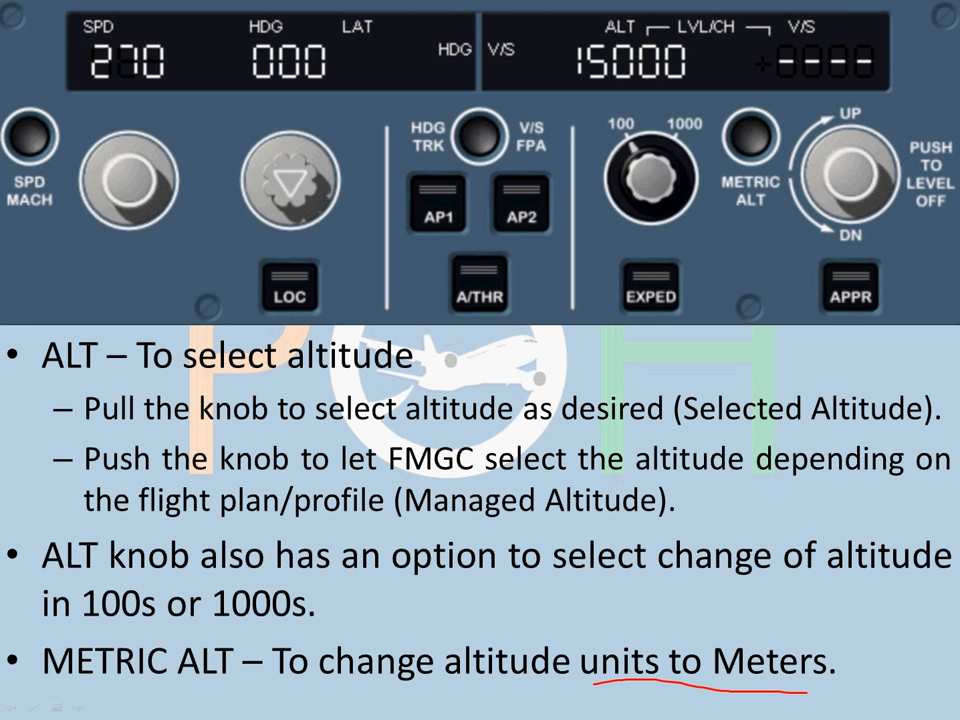 SPD HDG LAT ALT LVL/CH V/S
HDG V/S
270 000 15000 +----
HDG V/S 100 1000 UP
TRK FPA
SPD
MACH
METRIC
ALT
PUSH
TO
LEVEL
OFF
AP1 AP2
DN
LOC A/THR EXPED APPR
• ALT – To select altitude
– Pull the knob to select altitude as desired (Selected Altitude).
– Push the knob to let FMGC select the altitude depending on
the flight plan/profile (Managed Altitude).
• ALT knob also has an option to select change of altitude
in 100s or 1000s.
• METRIC ALT – To change altitude units to Meters.